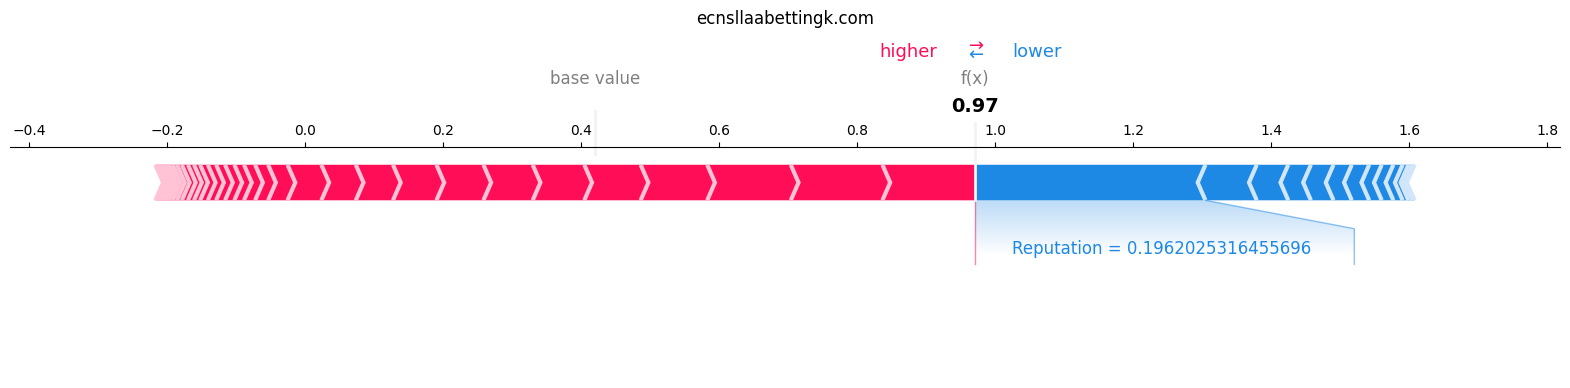 ecnsllaabettingk.com
higher → ← lower
base value f(x)
0.97
−0.4 −0.2 0.0 0.2 0.4 0.6 0.8 1.0 1.2 1.4 1.6 1.8
Reputation = 0.1962025316455696